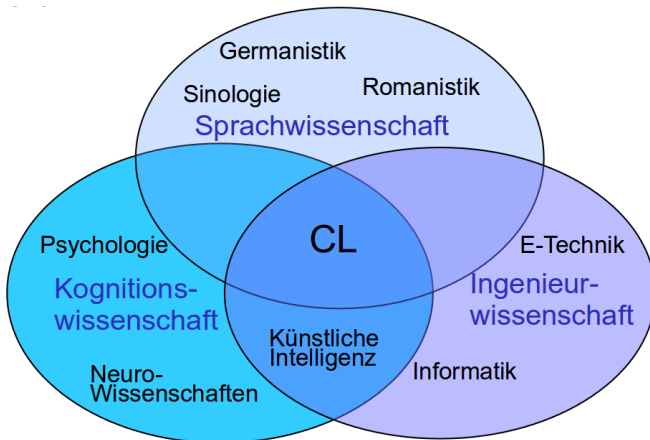 Germanistik
Romanistik
Sinologie
Sprachwissenschaft
CL
Psychologie
Kognitions-
wissenschaft
Neuro-
Wissenschaften
Künstliche
Intelligenz
E-Technik
Ingenieur-
wissenschaft
Informatik